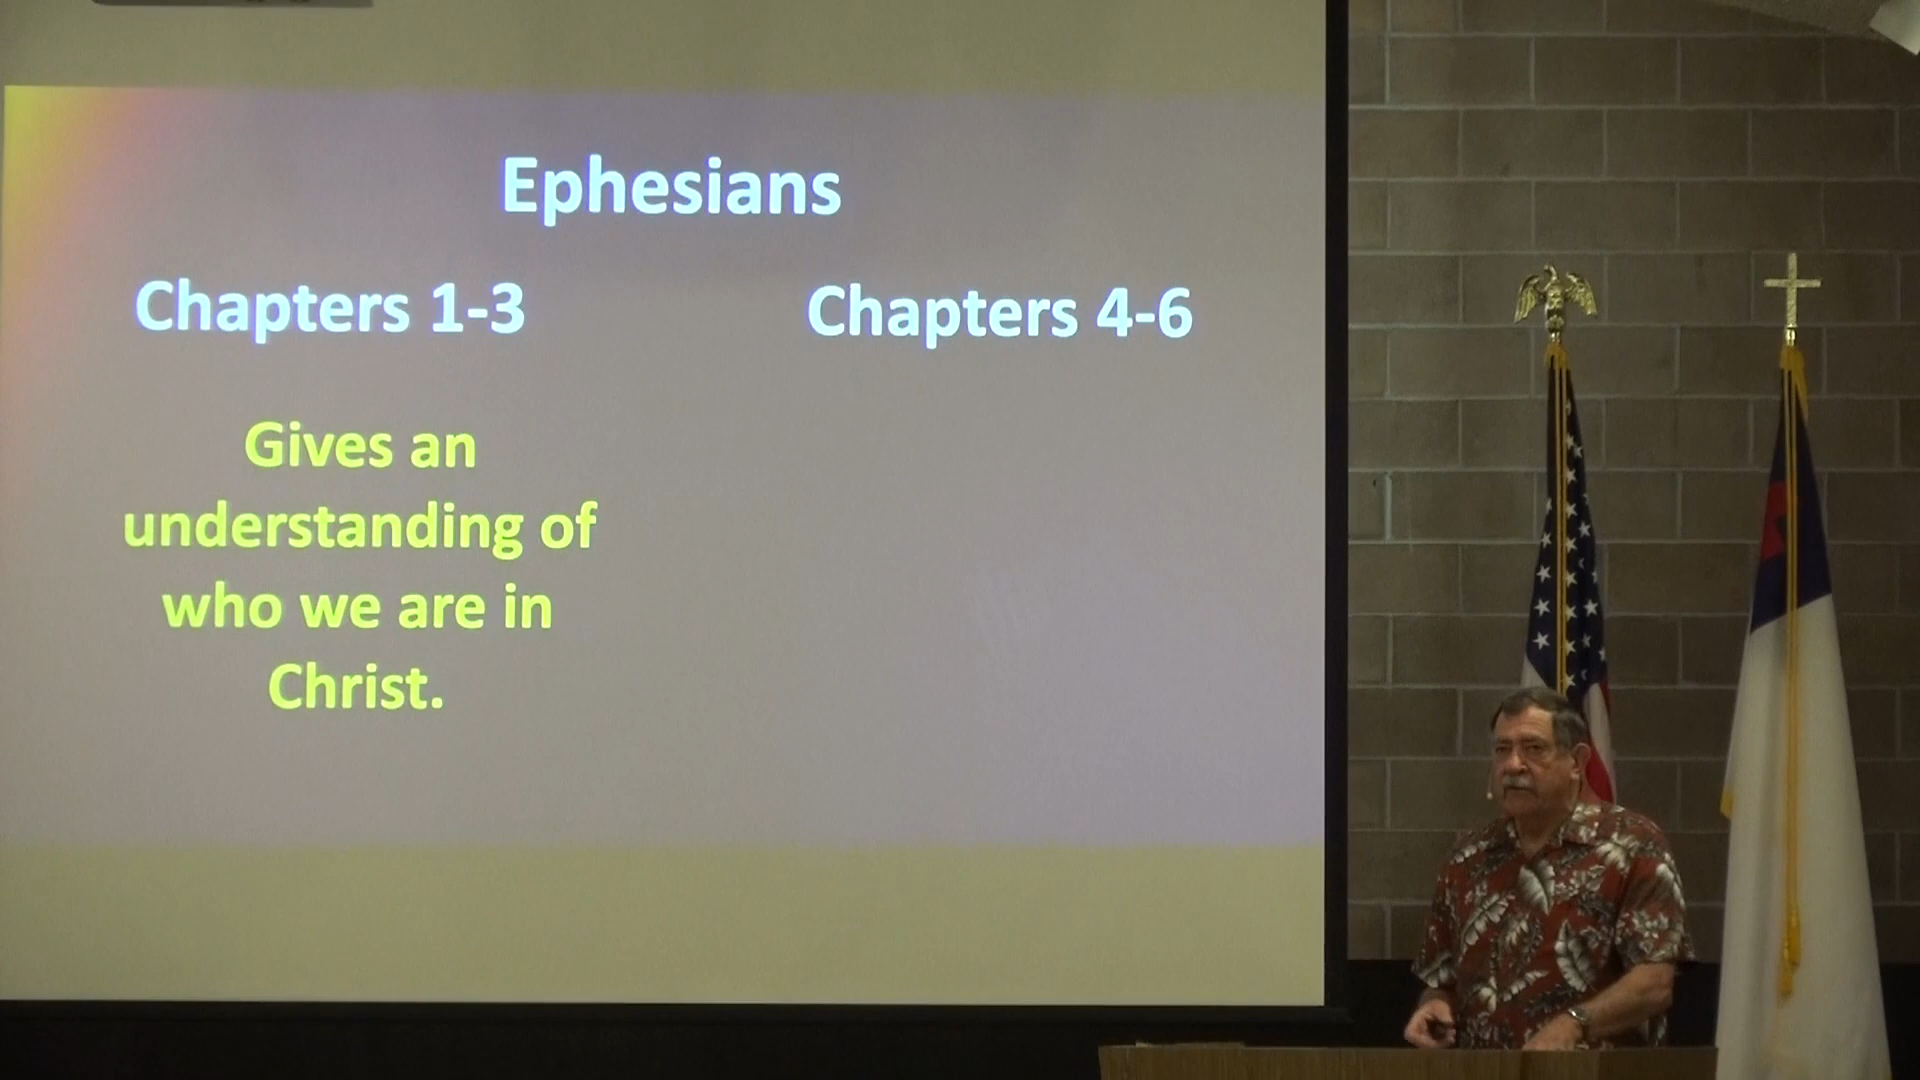 Ephesians
Chapters 1-3
Chapters 4-6
Gives an
understanding of
who we are in
Christ.